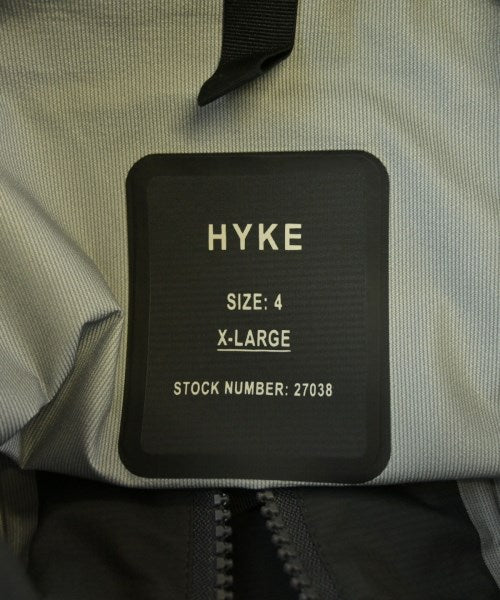 HYKE
SIZE: 4
X-LARGE
STOCK NUMBER: 27038